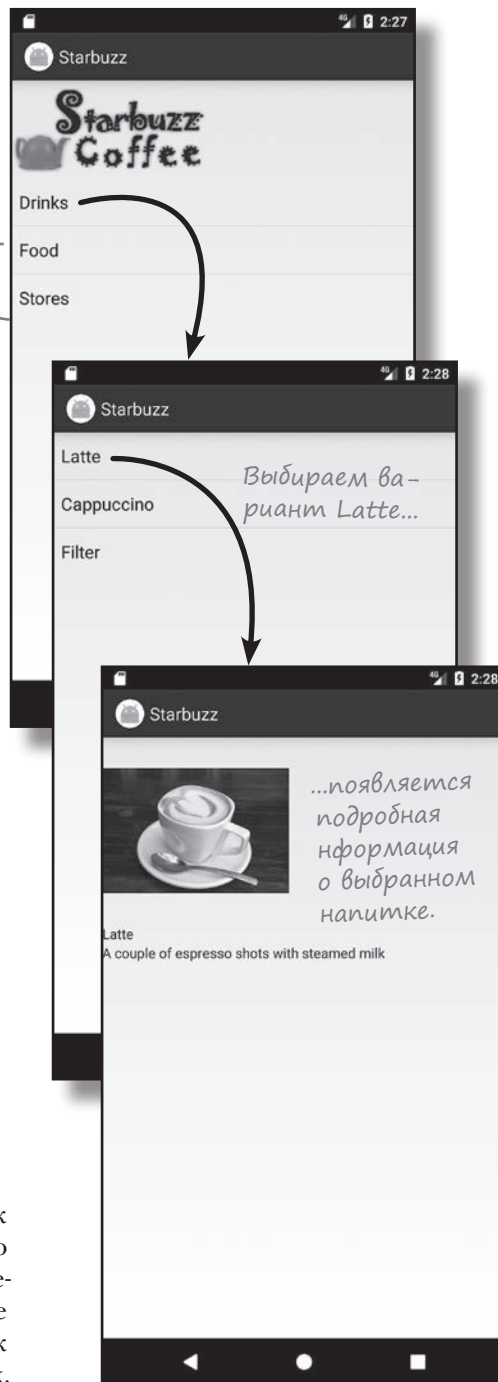 2:27
Starbuzz
Starbuzz
Coffee
Drinks
Food
Stores
2:28
Starbuzz
Latte
Cappuccino
Filter
Выбираем ва-
риант Latte...
2:28
Starbuzz
...появляется
подробная
нформация
о выбранном
напитке.
Latte
A couple of espresso shots with steamed milk